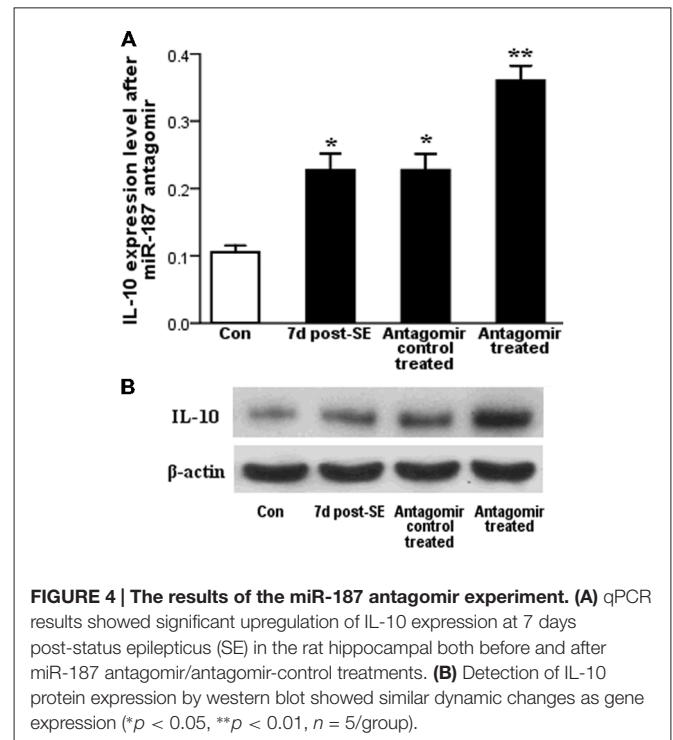 A
IL-10 expression level after
miR-187 antagomir
0.4
0.3
0.2
0.1
0.0
*
*
**
Con
7d post-SE
Antagomir
control
treated
Antagomir
treated
B
IL-10
β-actin
Con
7d post-SE
Antagomir
control
treated
Antagomir
treated
FIGURE 4 | The results of the miR-187 antagomir experiment. (A) qPCR
results showed significant upregulation of IL-10 expression at 7 days
post-status epilepticus (SE) in the rat hippocampal both before and after
miR-187 antagomir/antagomir-control treatments. (B) Detection of IL-10
protein expression by western blot showed similar dynamic changes as gene
expression (*p < 0.05, **p < 0.01, n = 5/group).